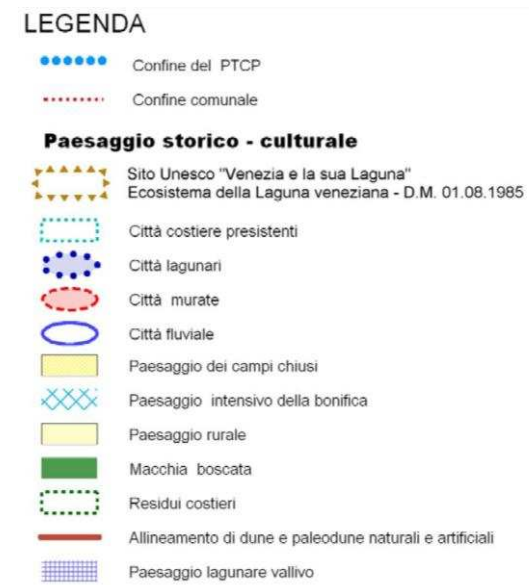 LEGENDA
Confine del PTCP
Confine comunale
Paesaggio storico - culturale
Sito Unesco "Venezia e la sua Laguna"
Ecosistema della Laguna veneziana - D.M. 01.08.1985
Città costiere presistenti
Città lagunari
Città murate
Città fluviale
Paesaggio dei campi chiusi
Paesaggio intensivo della bonifica
Paesaggio rurale
Macchia boscata
Residui costieri
Allineamento di dune e paleodune naturali e artificiali
Paesaggio lagunare vallivo